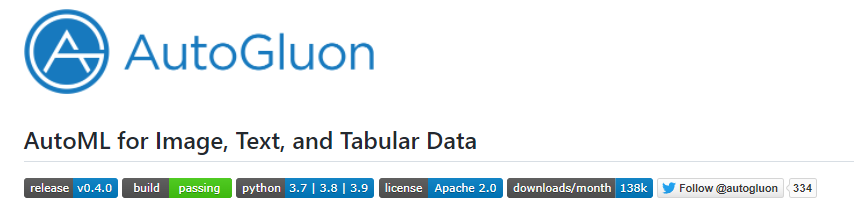 AutoGluon
AutoML for Image, Text, and Tabular Data
release v0.4.0 build passing python 3.7 | 3.8 | 3.9 license Apache 2.0 downloads/month 138k Follow @autogluon 334